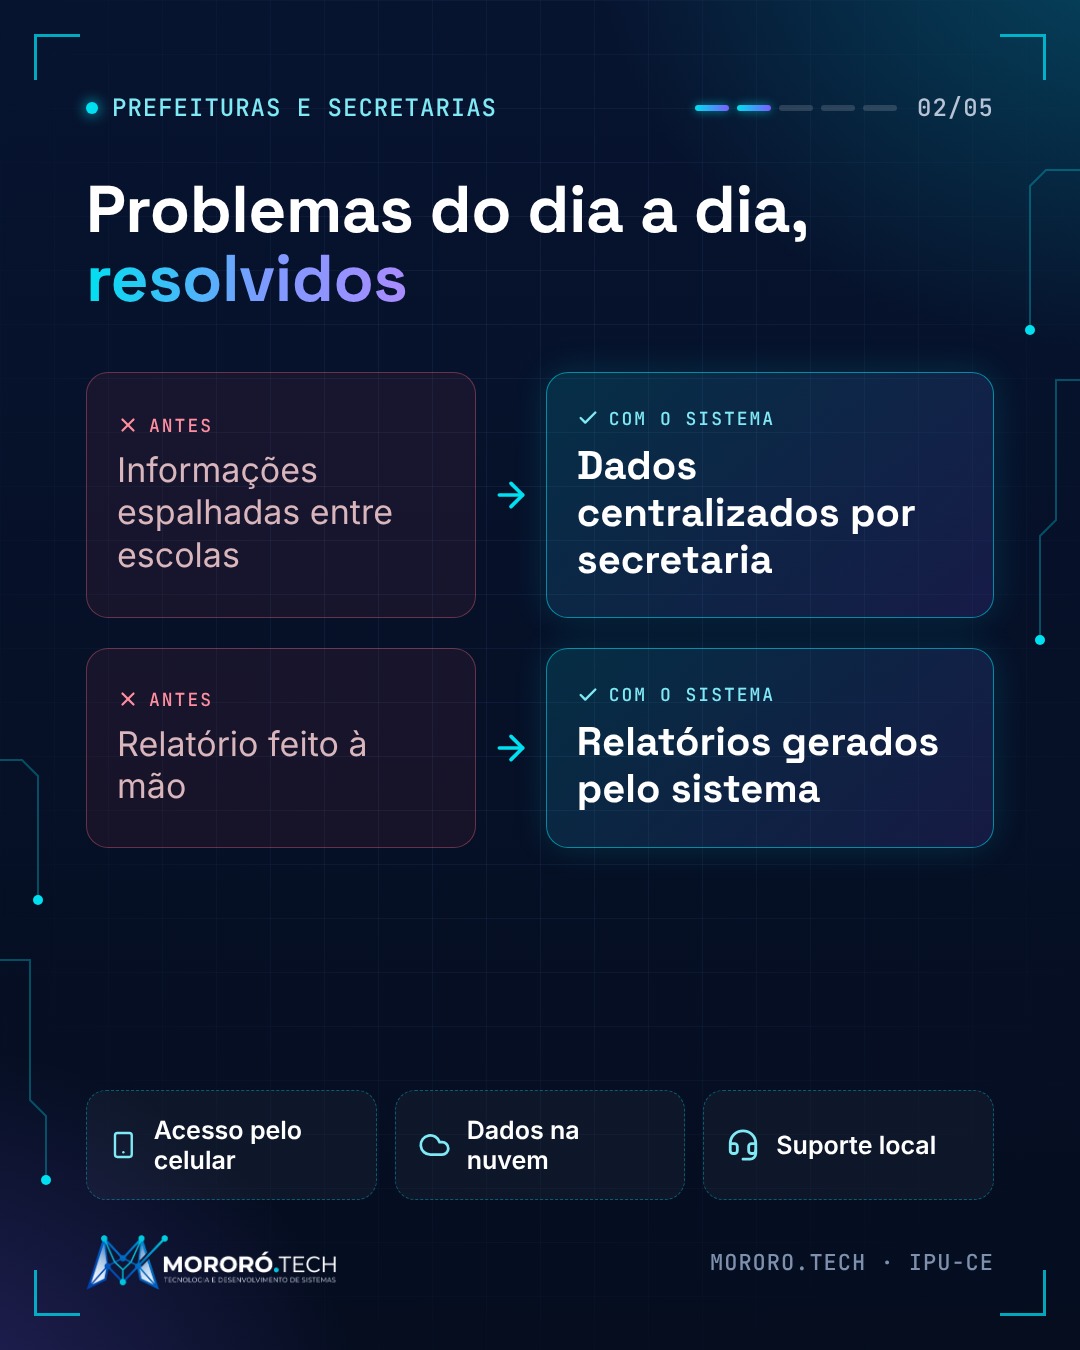 PREFEITURAS E SECRETARIAS
02/05
Problemas do dia a dia,
resolvidos
ANTES
Informações
espalhadas entre
escolas
COM O SISTEMA
Dados
centralizados por
secretaria
ANTES
Relatório feito à
mão
COM O SISTEMA
Relatórios gerados
pelo sistema
Acesso pelo
celular
Dados na
nuvem
Suporte local
MORORÓ.TECH
TECNOLOGIA E DESENVOLVIMENTO DE SISTEMAS
MORORO.TECH · IPU-CE